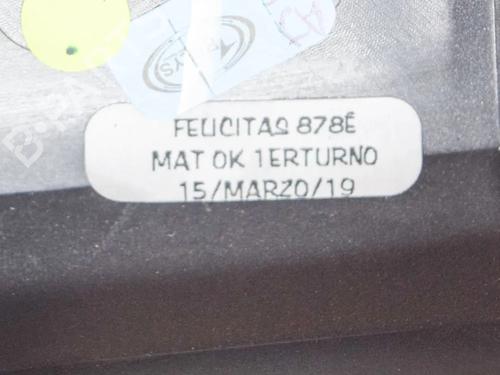 FELICITAS 878E
MAT OK 1ERTURNO
15/MARZO/19